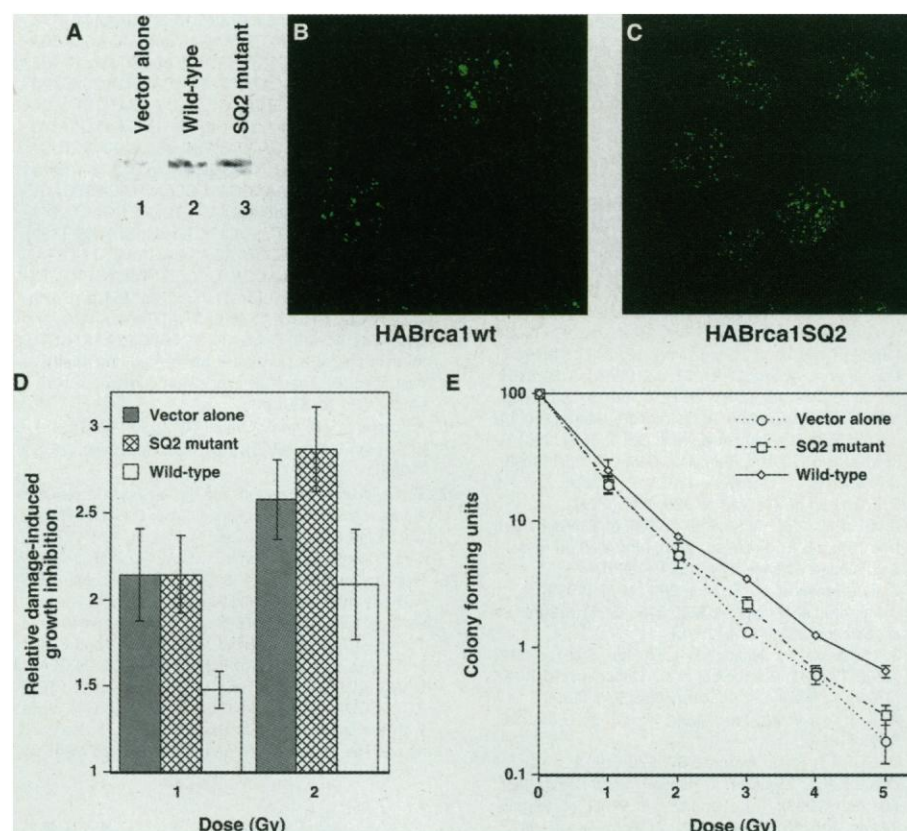 A
Vector alone
Wild-type
SQ2 mutant
1 2 3
B
HABrca1wt
C
HABrca1SQ2
D
Relative damage-induced
growth inhibition
3
2.5
2
1.5
1
Vector alone
SQ2 mutant
Wild-type
1 2
Dose (Gy)
E
Colony forming units
100
10
1
0.1
Vector alone
SQ2 mutant
Wild-type
0 1 2 3 4 5
Dose (Gy)